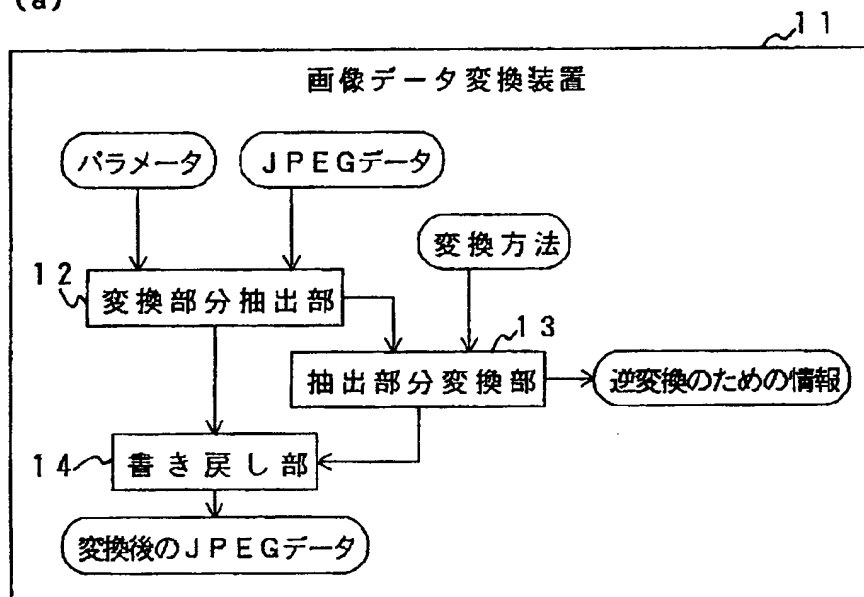 (a)
11
画像データ変換装置
パラメータ
JPEGデータ
変換方法
12
変換部分抽出部
13
抽出部分変換部
逆変換のための情報
14
書き戻し部
変換後のJPEGデータ